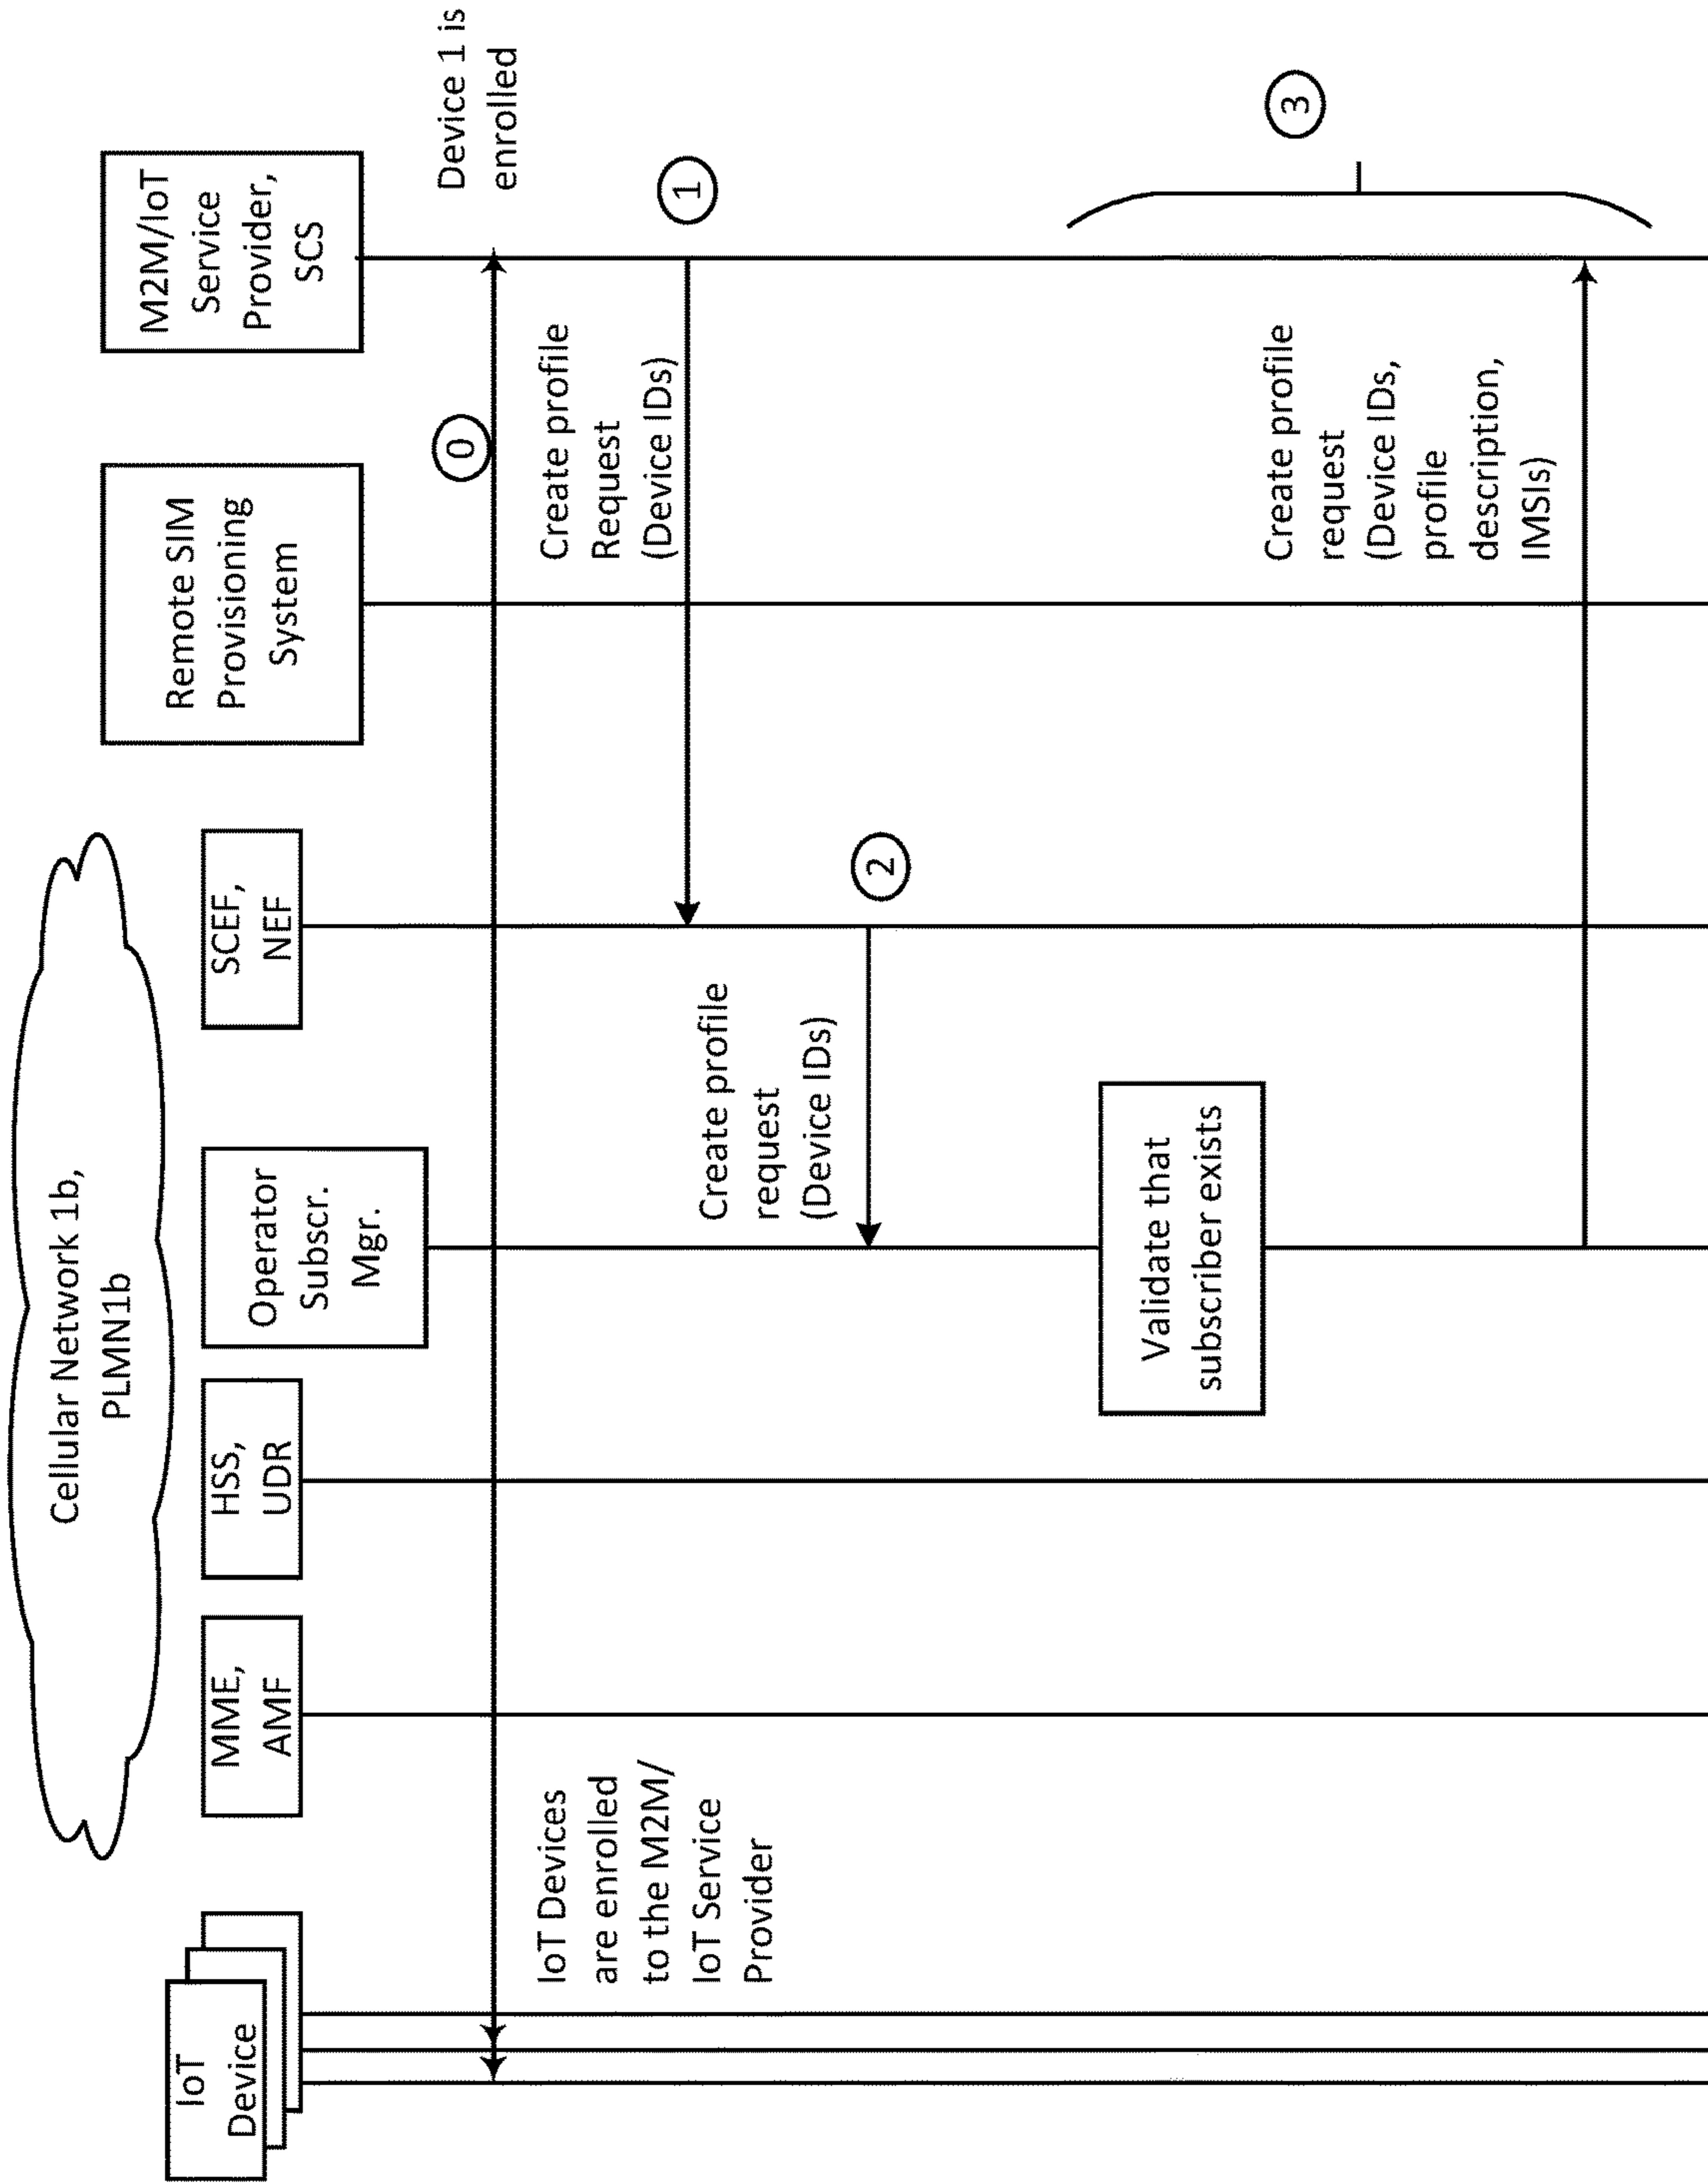 Cellular Network 1b,
PLMN1b
IoT
Device
MME,
AMF
HSS,
UDR
Operator
Subscr.
Mgr.
SCEF,
NEF
Remote SIM
Provisioning
System
M2M/IoT
Service
Provider,
SCS
0
Device 1 is
enrolled
IoT Devices
are enrolled
to the M2M/
IoT Service
Provider
Create profile
Request
(Device IDs)
1
Create profile
request
(Device IDs)
2
Validate that
subscriber exists
Create profile
request
(Device IDs,
profile
description,
IMSIs)
3